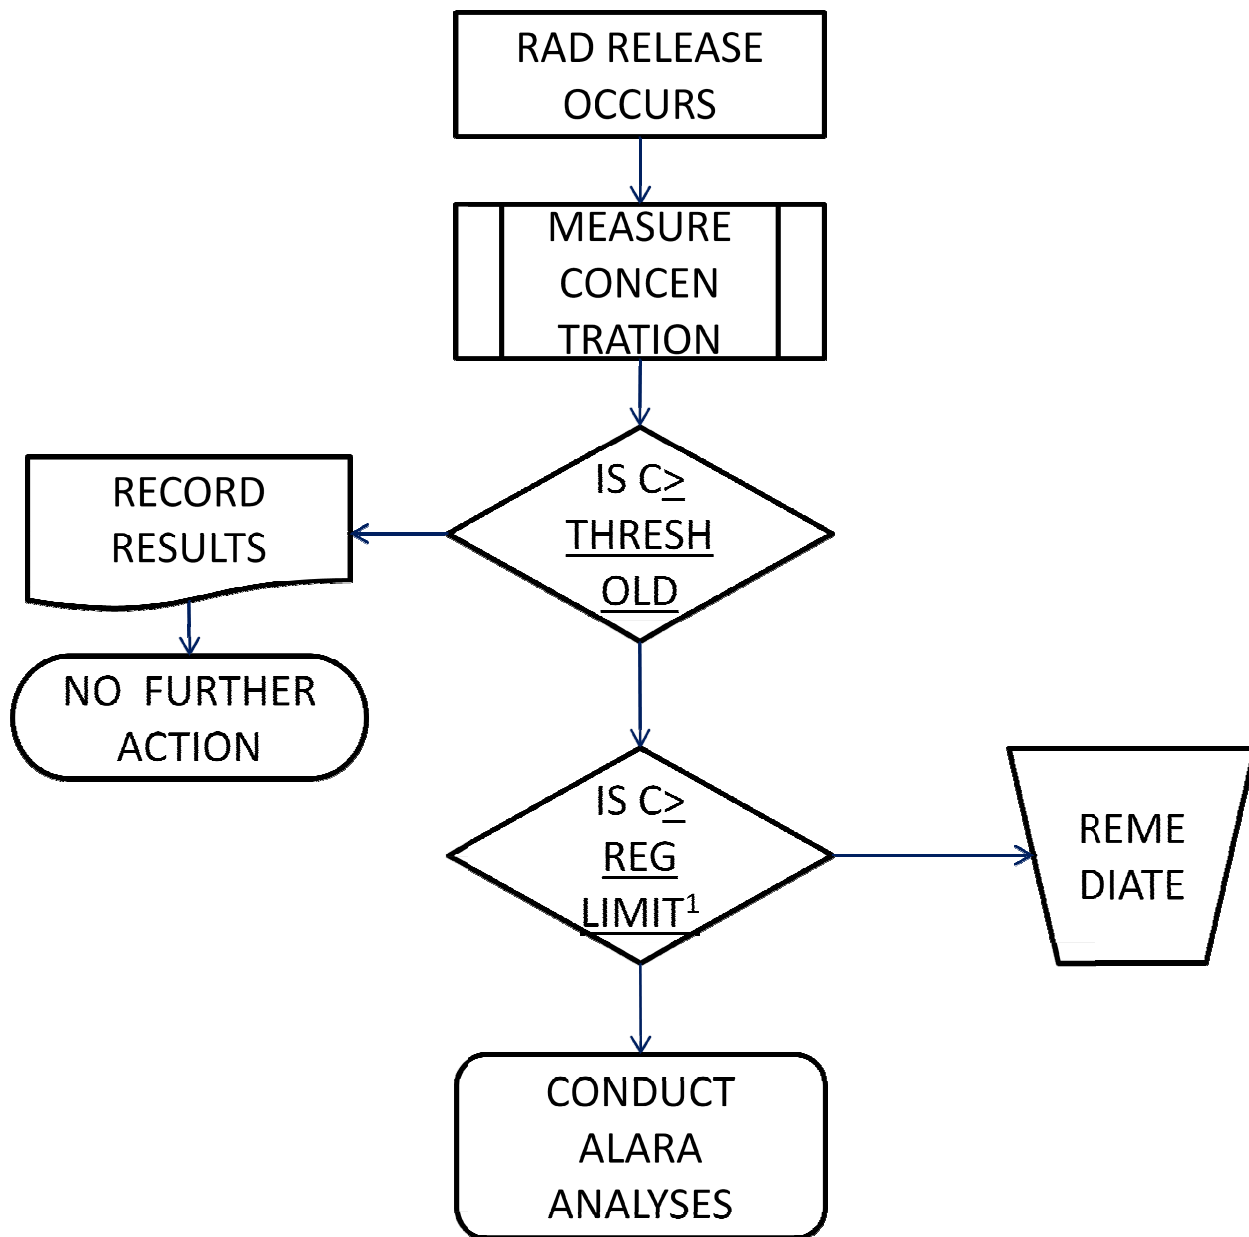 RAD RELEASE
OCCURS
MEASURE
CONCEN
TRATION
IS C≥
THRESH
OLD
RECORD
RESULTS
NO  FURTHER
ACTION
IS C≥
REG
LIMIT¹
REME
DIATE
CONDUCT
ALARA
ANALYSES